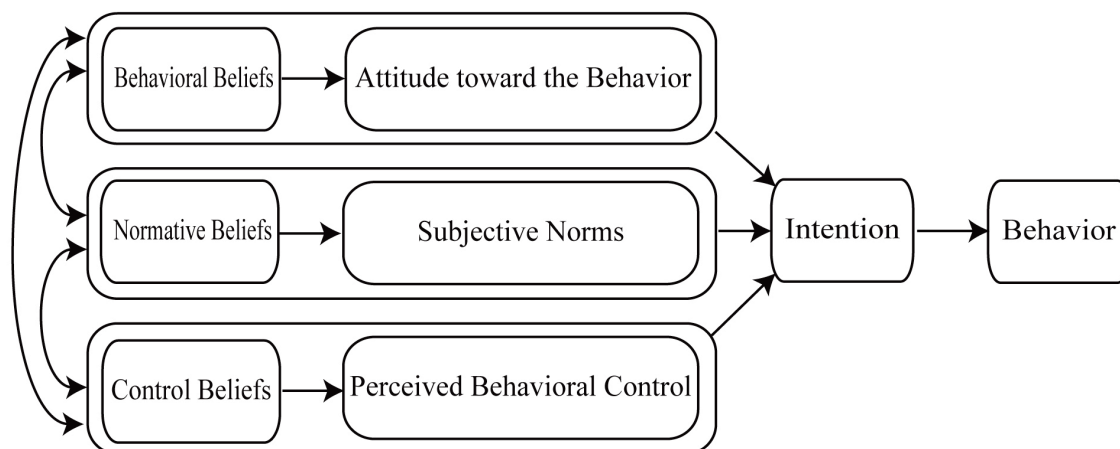 Behavioral Beliefs
Attitude toward the Behavior
Normative Beliefs
Subjective Norms
Intention
Behavior
Control Beliefs
Perceived Behavioral Control